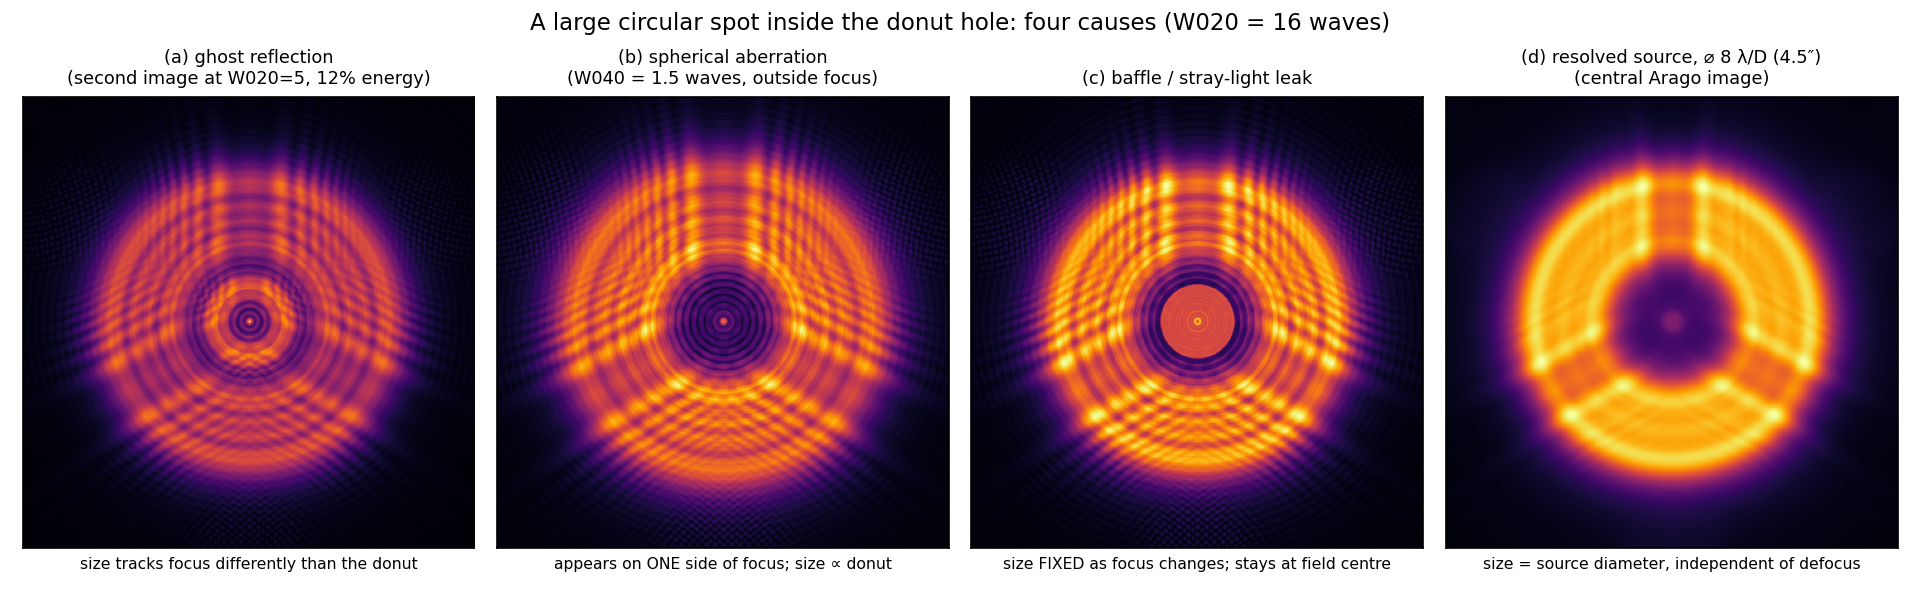 A large circular spot inside the donut hole: four causes (W020 = 16 waves)
(a) ghost reflection
(second image at W020=5, 12% energy)
(b) spherical aberration
(W040 = 1.5 waves, outside focus)
(c) baffle / stray-light leak
(d) resolved source, ⌀ 8 λ/D (4.5″)
(central Arago image)
size tracks focus differently than the donut
appears on ONE side of focus; size ∝ donut
size FIXED as focus changes; stays at field centre
size = source diameter, independent of defocus